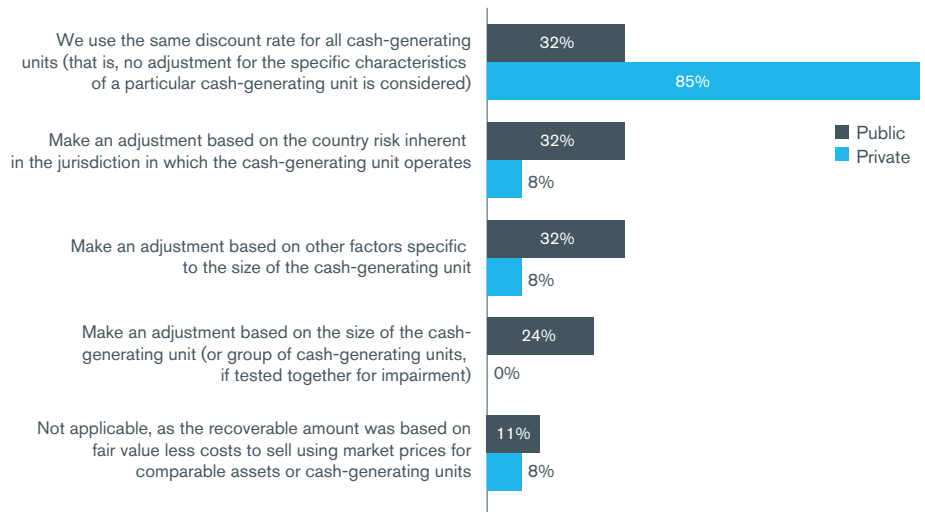 We use the same discount rate for all cash-generating
units (that is, no adjustment for the specific characteristics
of a particular cash-generating unit is considered)
32%
85%
Make an adjustment based on the country risk inherent
in the jurisdiction in which the cash-generating unit operates
32%
8%
Public
Private
Make an adjustment based on other factors specific
to the size of the cash-generating unit
32%
8%
Make an adjustment based on the size of the cash-
generating unit (or group of cash-generating units,
if tested together for impairment)
24%
0%
Not applicable, as the recoverable amount was based on
fair value less costs to sell using market prices for
comparable assets or cash-generating units
11%
8%